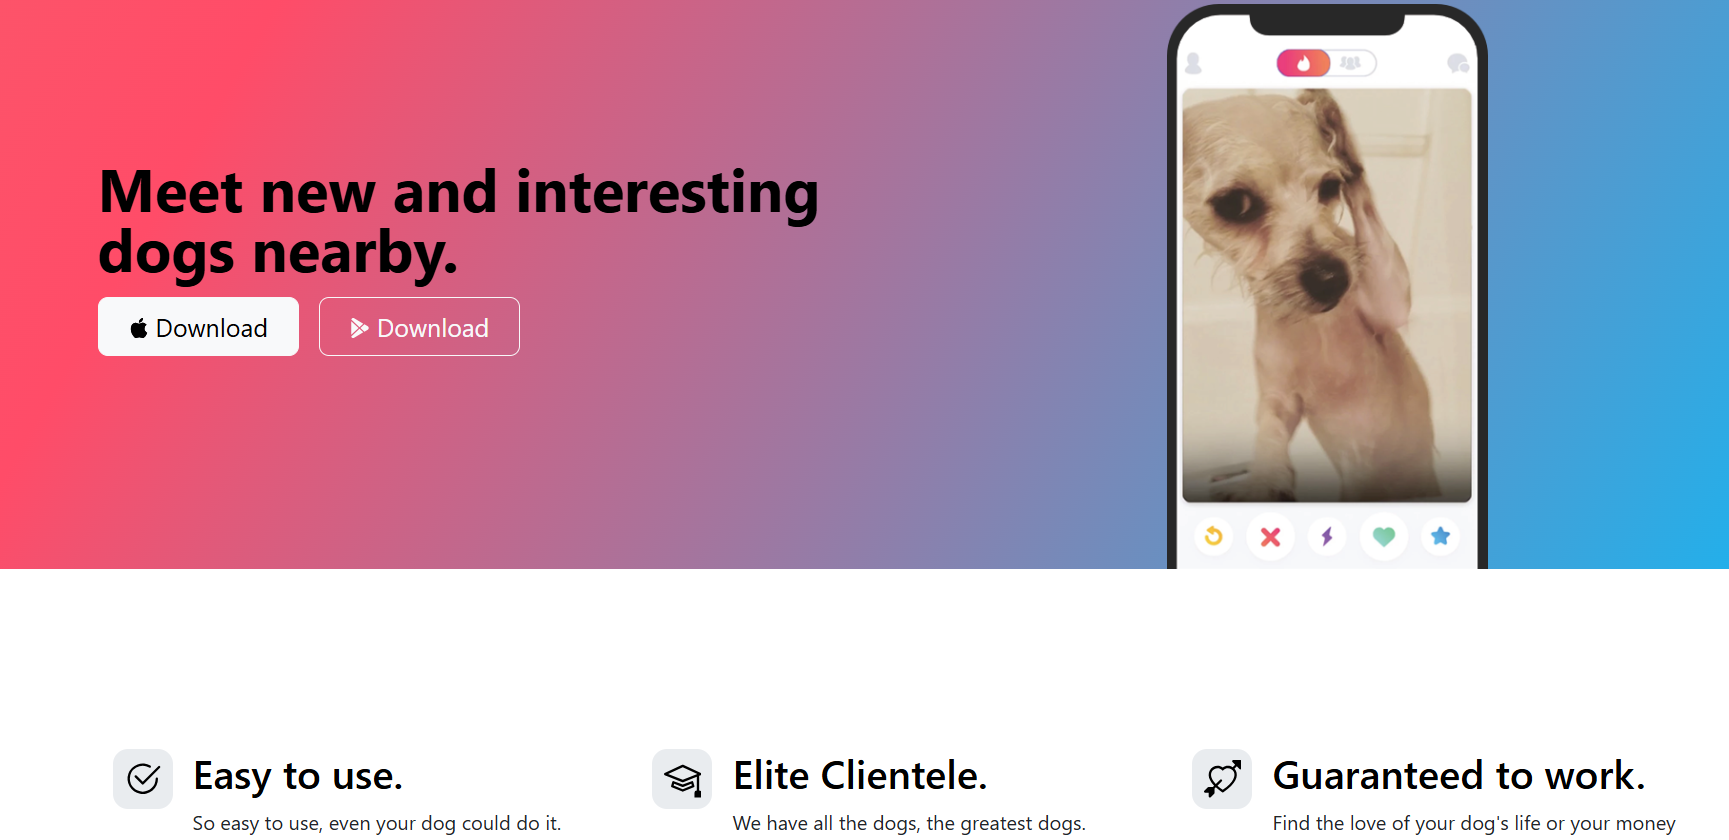 Meet new and interesting
dogs nearby.
Download
Download
Easy to use.
So easy to use, even your dog could do it.
Elite Clientele.
We have all the dogs, the greatest dogs.
Guaranteed to work.
Find the love of your dog's life or your money